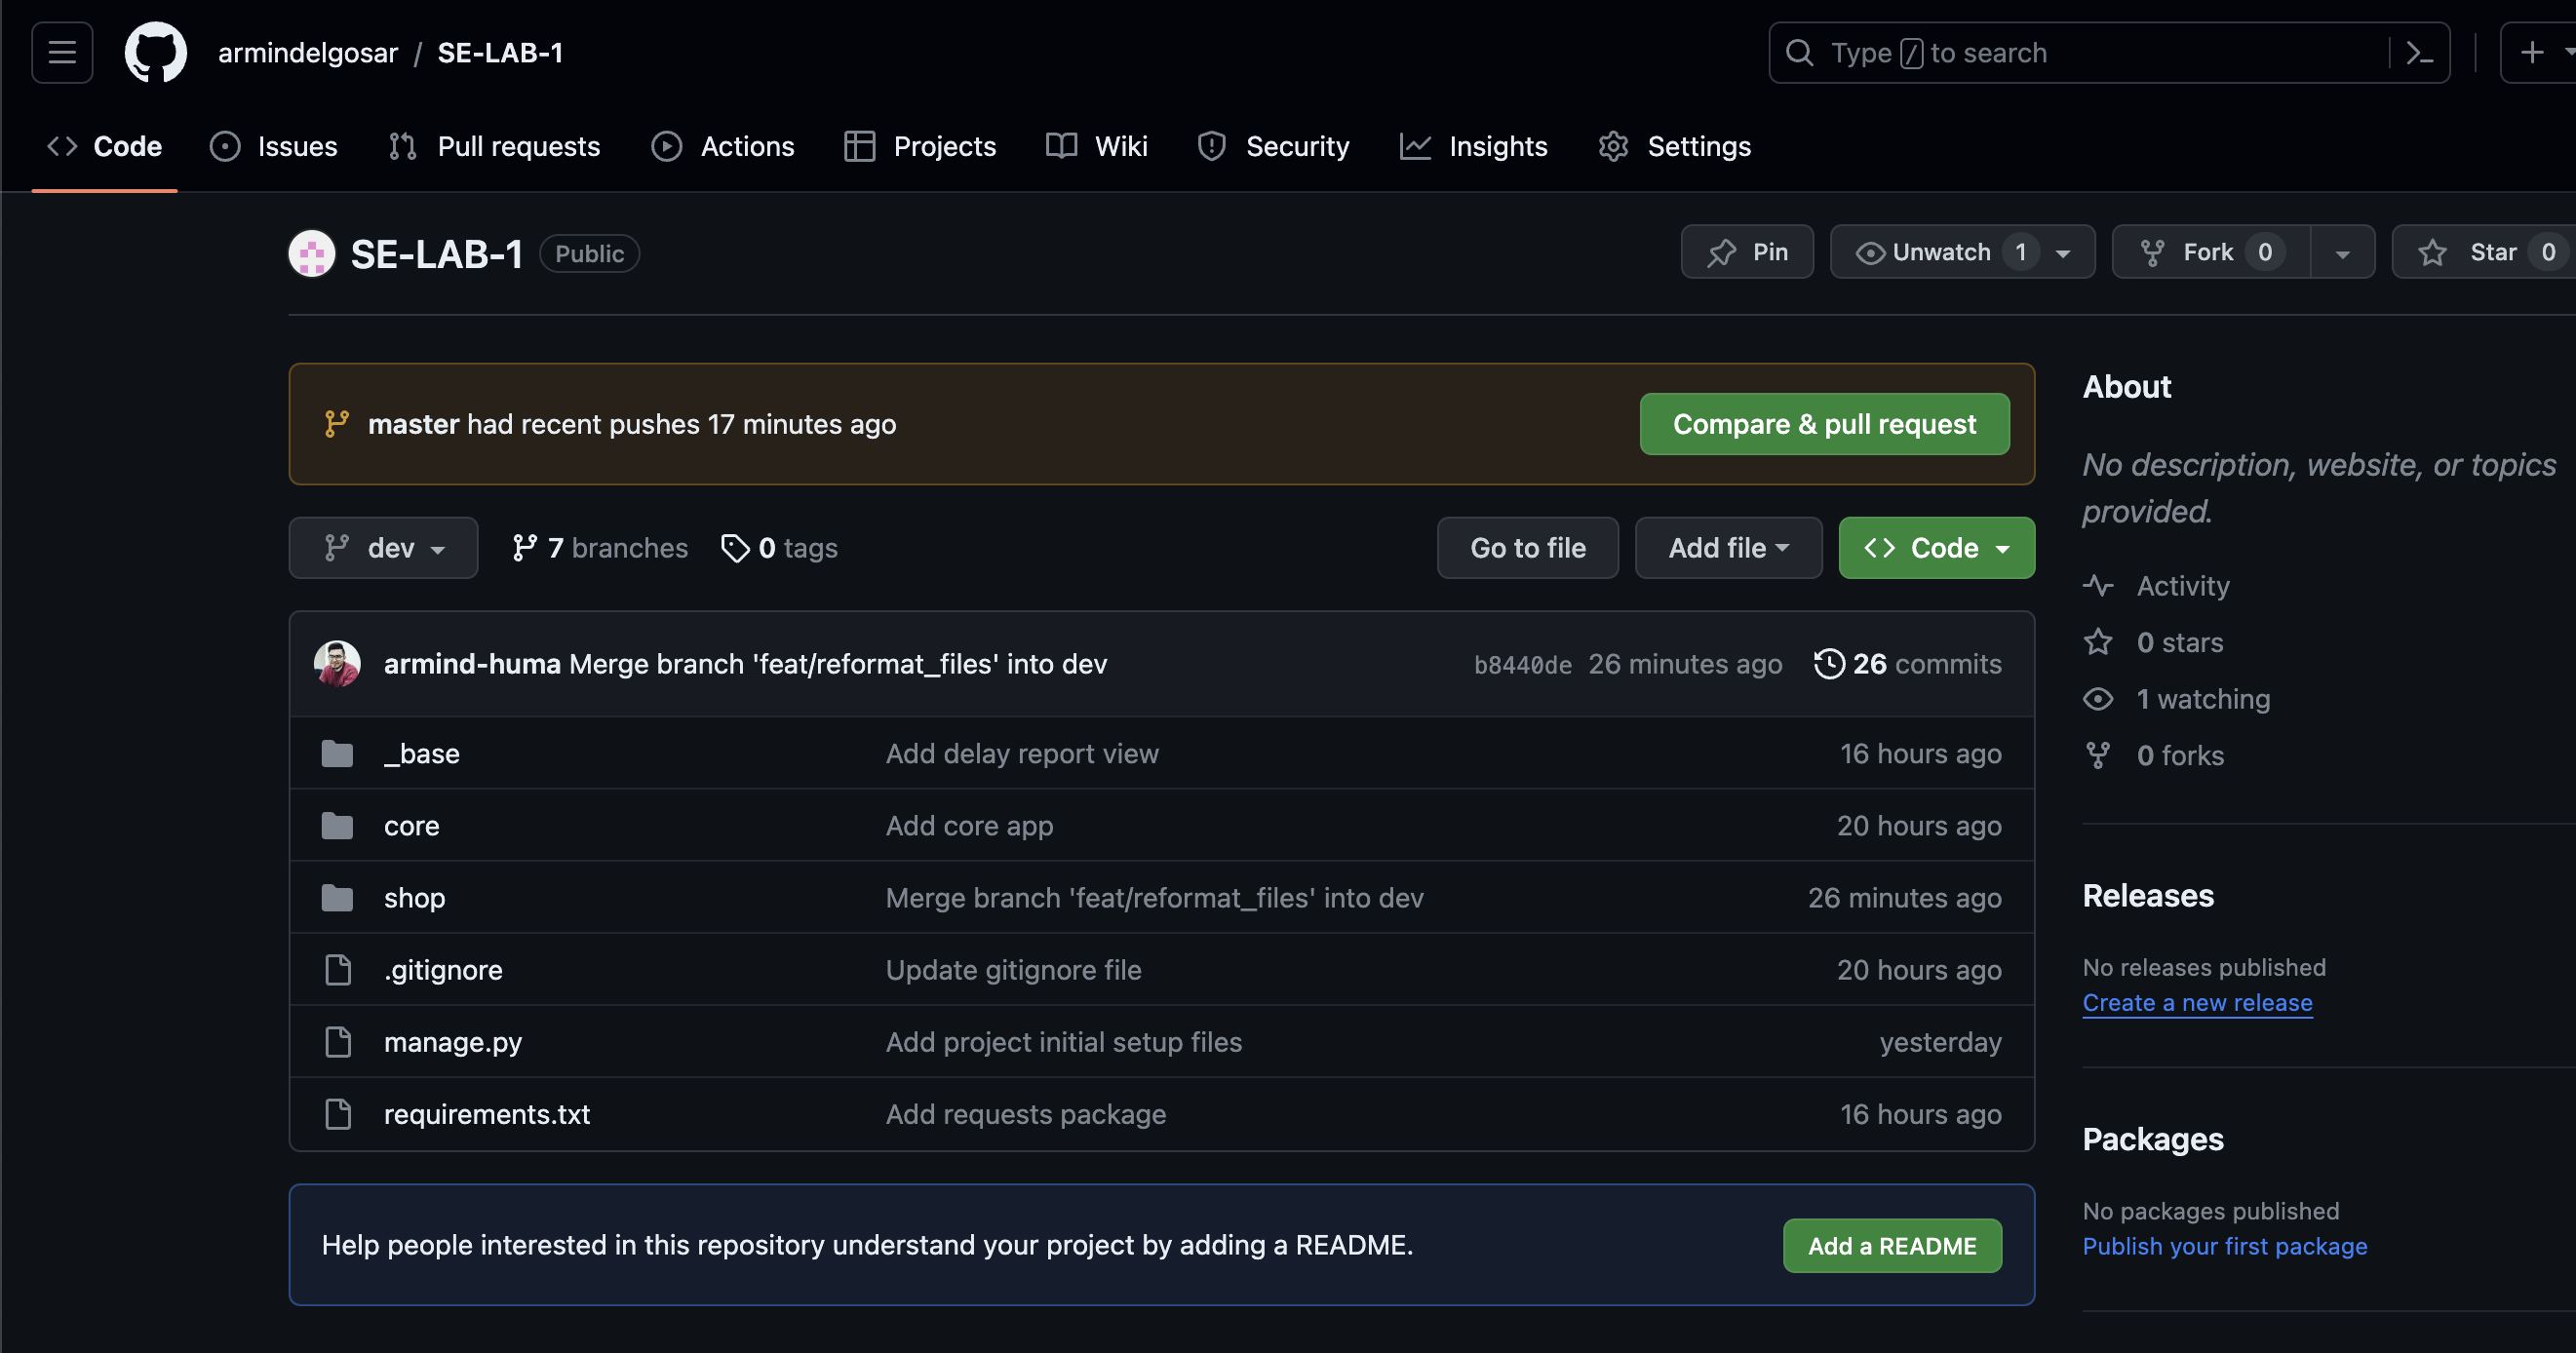 armindelgosar / SE-LAB-1
Type / to search
Code Issues Pull requests Actions Projects Wiki Security Insights Settings
SE-LAB-1 Public
Pin Unwatch 1 Fork 0 Star 0
master had recent pushes 17 minutes ago Compare & pull request
dev 7 branches 0 tags Go to file Add file Code
armind-huma Merge branch 'feat/reformat_files' into dev b8440de 26 minutes ago 26 commits
_base Add delay report view 16 hours ago
core Add core app 20 hours ago
shop Merge branch 'feat/reformat_files' into dev 26 minutes ago
.gitignore Update gitignore file 20 hours ago
manage.py Add project initial setup files yesterday
requirements.txt Add requests package 16 hours ago
Help people interested in this repository understand your project by adding a README. Add a README
About
No description, website, or topics
provided.
Activity
0 stars
1 watching
0 forks
Releases
No releases published
Create a new release
Packages
No packages published
Publish your first package